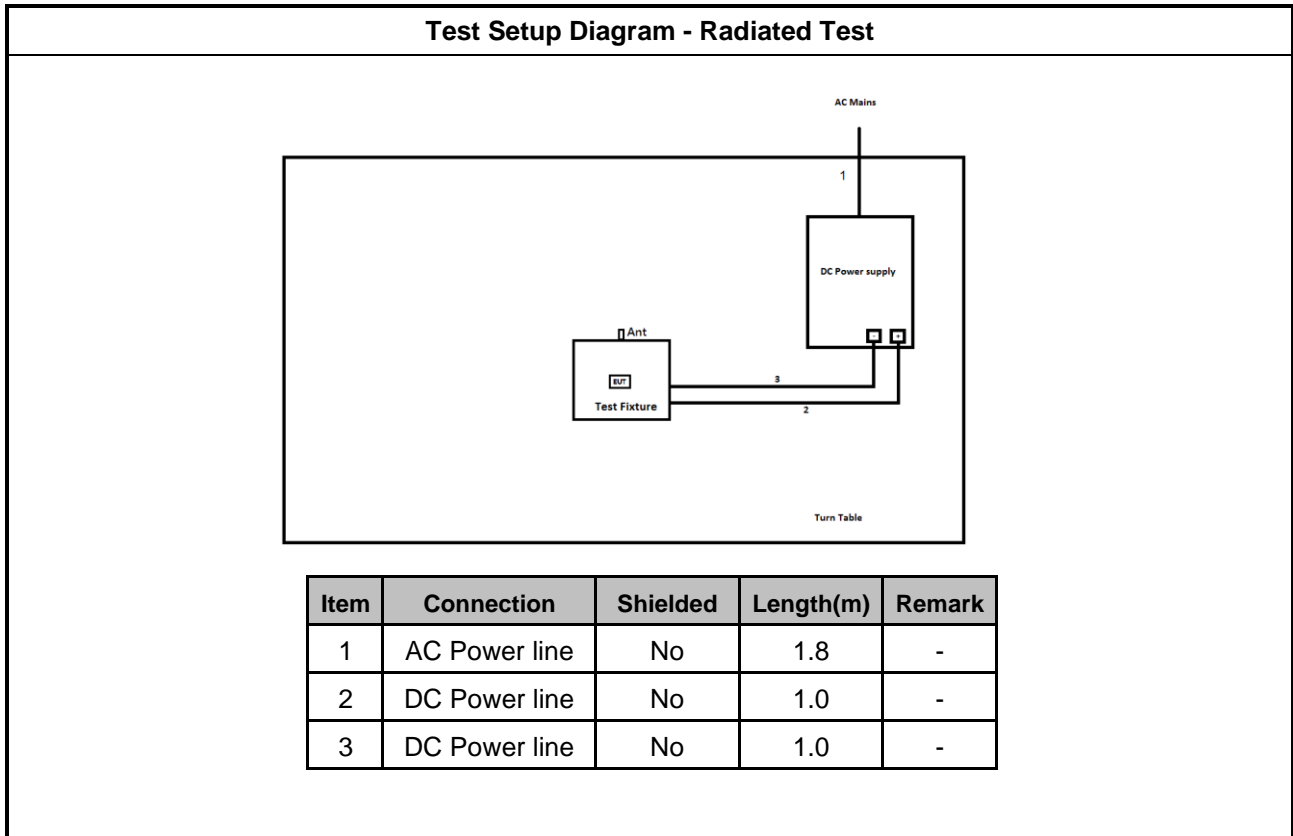 Test Setup Diagram - Radiated Test
AC Mains
1
DC Power supply
- +
Ant
EUT
Test Fixture
3
2
Turn Table
Item Connection Shielded Length(m) Remark
1 AC Power line No 1.8 -
2 DC Power line No 1.0 -
3 DC Power line No 1.0 -